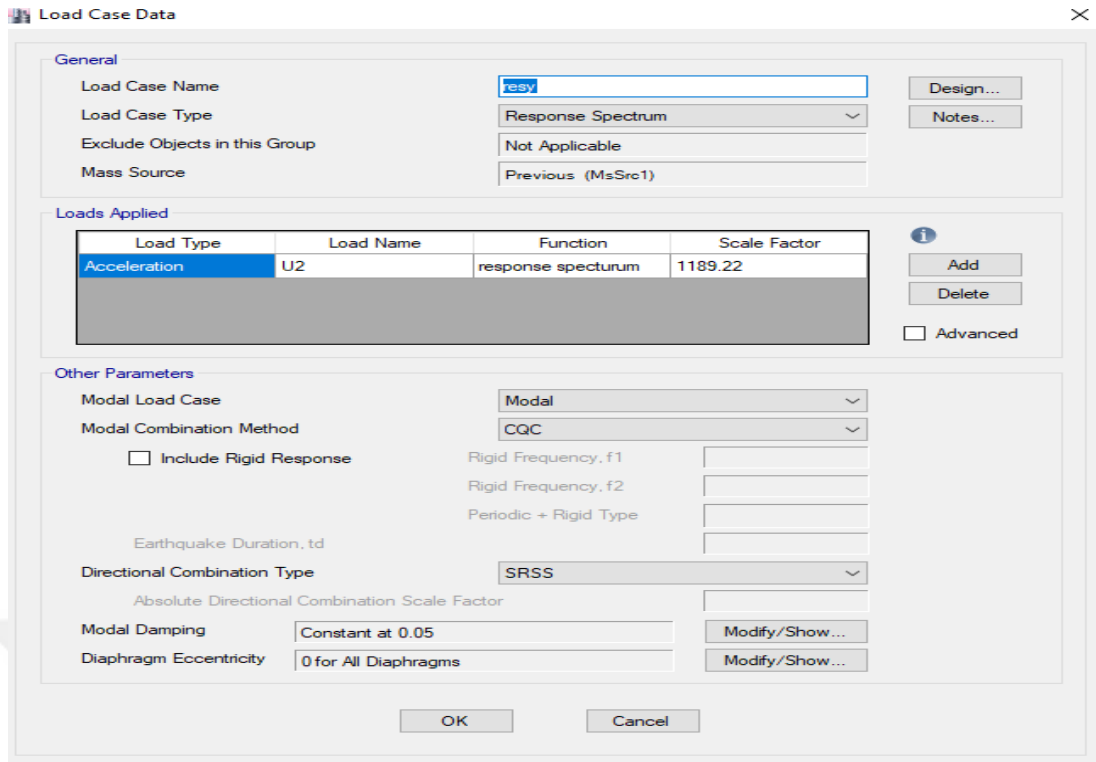 Load Case Data
General
Load Case Name resy Design...
Load Case Type Response Spectrum Notes...
Exclude Objects in this Group Not Applicable
Mass Source Previous (MsSrc1)
Loads Applied
Load Type Load Name Function Scale Factor
Acceleration U2 response specturum 1189.22
Add
Delete
Advanced
Other Parameters
Modal Load Case Modal
Modal Combination Method CQC
Include Rigid Response Rigid Frequency, f1
Rigid Frequency, f2
Periodic + Rigid Type
Earthquake Duration, td
Directional Combination Type SRSS
Absolute Directional Combination Scale Factor
Modal Damping Constant at 0.05 Modify/Show...
Diaphragm Eccentricity 0 for All Diaphragms Modify/Show...
OK Cancel